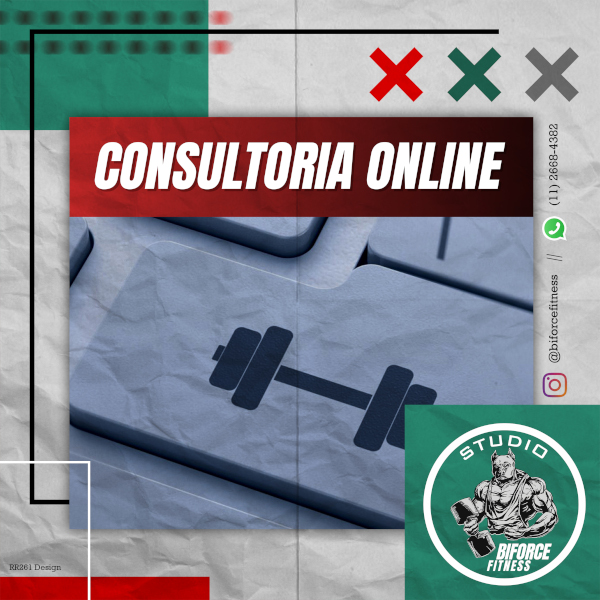 CONSULTORIA ONLINE
(11) 2668-4382
//
@biforcefitness
STUDIO
BIFORCE
FITNESS
RR261 Design